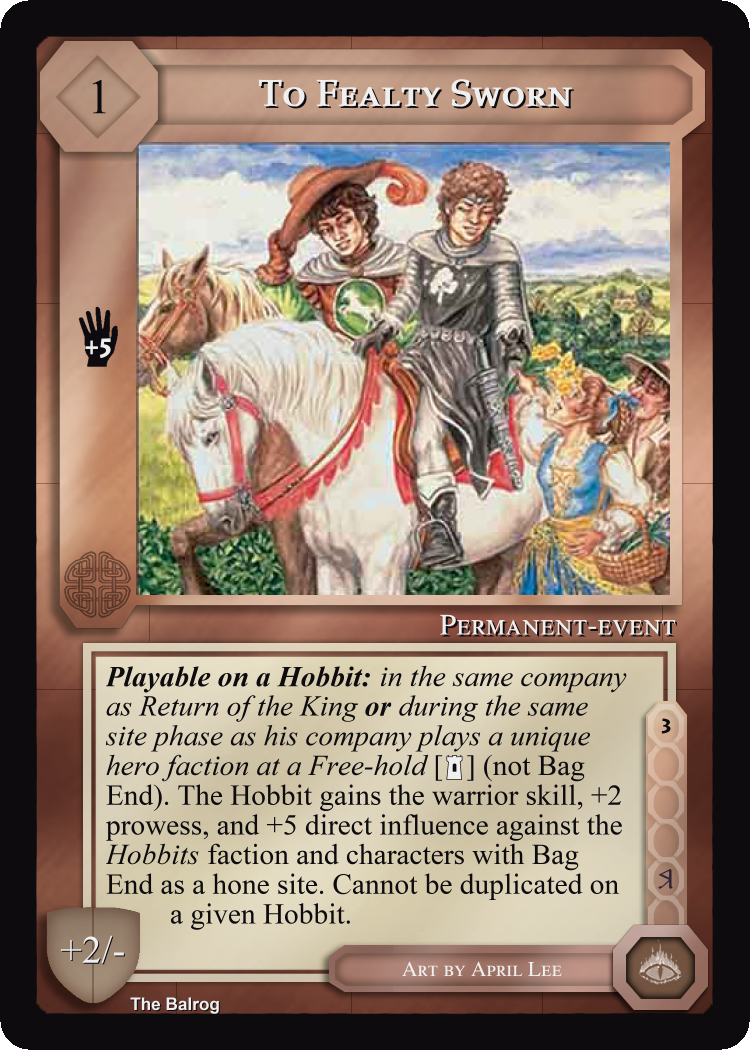 1
To Fealty Sworn
+5
Permanent-event
Playable on a Hobbit: in the same company
as Return of the King or during the same
site phase as his company plays a unique
hero faction at a Free-hold [ ] (not Bag
End). The Hobbit gains the warrior skill, +2
prowess, and +5 direct influence against the
Hobbits faction and characters with Bag
End as a hone site. Cannot be duplicated on
a given Hobbit.
3
+2/-
Art by April Lee
The Balrog